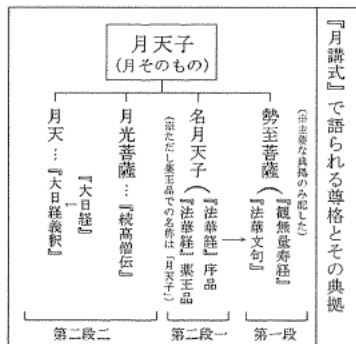 『月講式』で語られる尊格とその典拠
(※主要な典拠のみ記した)
月天子
(月そのもの)
勢至菩薩
『観無量寿経』
『法華文句』
名月天子
『法華経』序品
『法華経』薬王品
(※ただし薬王品での名称は「月天子」)
月光菩薩…『続高僧伝』
月天…『大日経義釈』
『大日経』
第一段
第二段一
第二段二